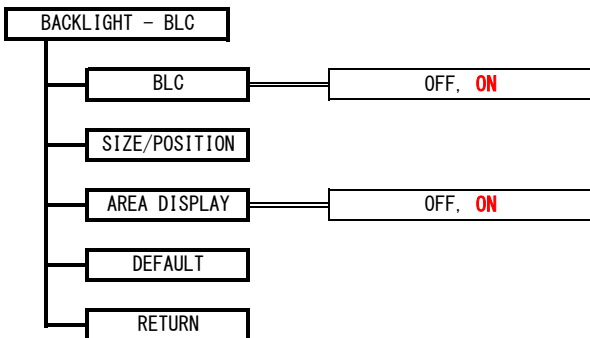 BACKLIGHT - BLC
BLC
OFF, ON
SIZE/POSITION
AREA DISPLAY
OFF, ON
DEFAULT
RETURN